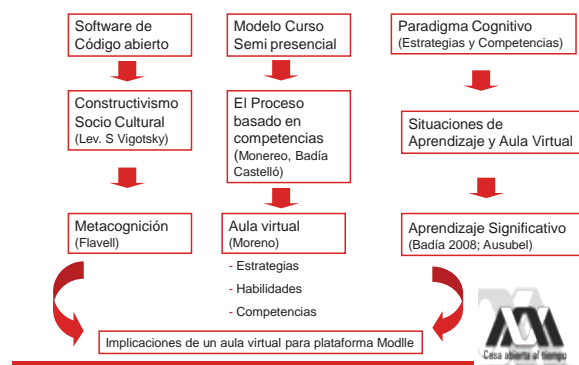 Software de
Código abierto
Modelo Curso
Semi presencial
Paradigma Cognitivo
(Estrategias y Competencias)
Constructivismo
Socio Cultural
(Lev. S Vigotsky)
El Proceso
basado en
competencias
(Monereo, Badía
Castelló)
Situaciones de
Aprendizaje y Aula Virtual
Metacognición
(Flavell)
Aula virtual
(Moreno)
Aprendizaje Significativo
(Badía 2008; Ausubel)
- Estrategias
- Habilidades
- Competencias
Implicaciones de un aula virtual para plataforma Modlle
Casa abierta al tiempo